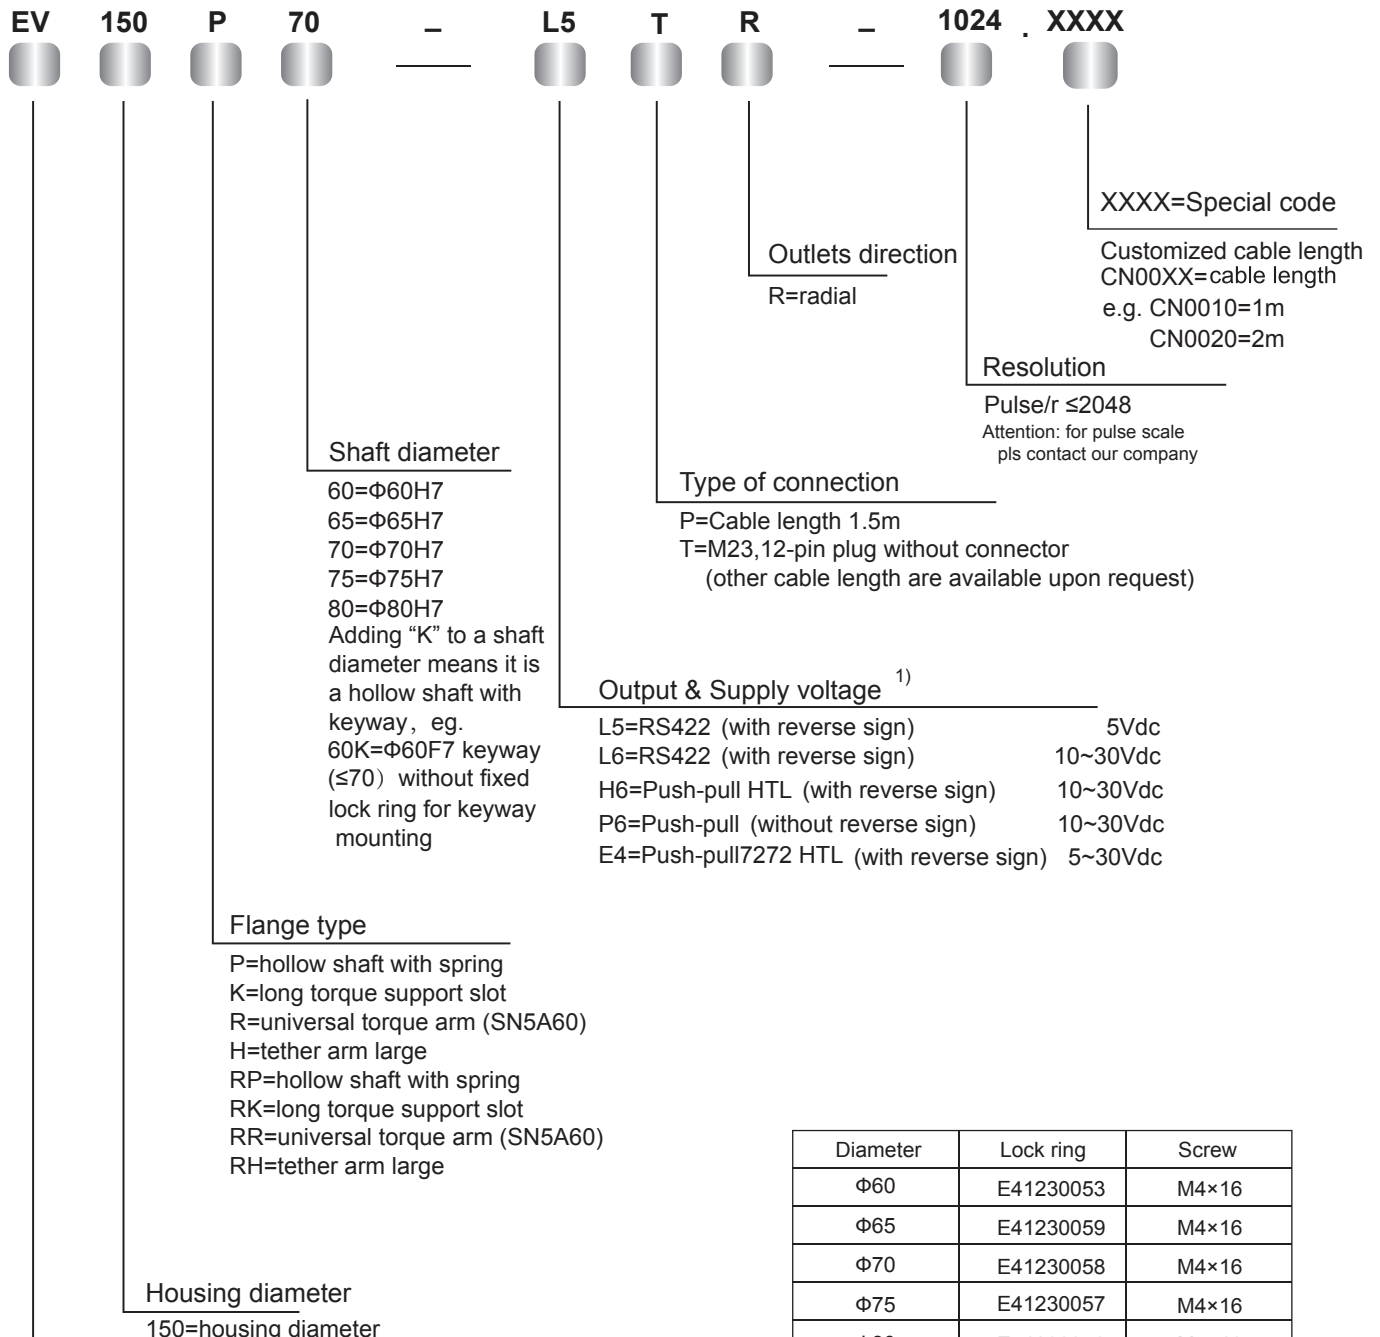 EV 150 P 70 – L5 T R – 1024 . XXXX
XXXX=Special code
Customized cable length
CN00XX=cable length
e.g. CN0010=1m
CN0020=2m
Outlets direction
R=radial
Resolution
Pulse/r ≤2048
Attention: for pulse scale
pls contact our company
Shaft diameter
60=Φ60H7
65=Φ65H7
70=Φ70H7
75=Φ75H7
80=Φ80H7
Adding “K” to a shaft
diameter means it is
a hollow shaft with
keyway，eg.
60K=Φ60F7 keyway
(≤70）without fixed
lock ring for keyway
mounting
Type of connection
P=Cable length 1.5m
T=M23,12-pin plug without connector
(other cable length are available upon request)
Output & Supply voltage 1)
L5=RS422 (with reverse sign) 5Vdc
L6=RS422 (with reverse sign) 10~30Vdc
H6=Push-pull HTL (with reverse sign) 10~30Vdc
P6=Push-pull (without reverse sign) 10~30Vdc
E4=Push-pull7272 HTL (with reverse sign) 5~30Vdc
Flange type
P=hollow shaft with spring
K=long torque support slot
R=universal torque arm (SN5A60)
H=tether arm large
RP=hollow shaft with spring
RK=long torque support slot
RR=universal torque arm (SN5A60)
RH=tether arm large
Diameter Lock ring Screw
Φ60 E41230053 M4×16
Φ65 E41230059 M4×16
Φ70 E41230058 M4×16
Φ75 E41230057 M4×16
Housing diameter
150=housing diameter